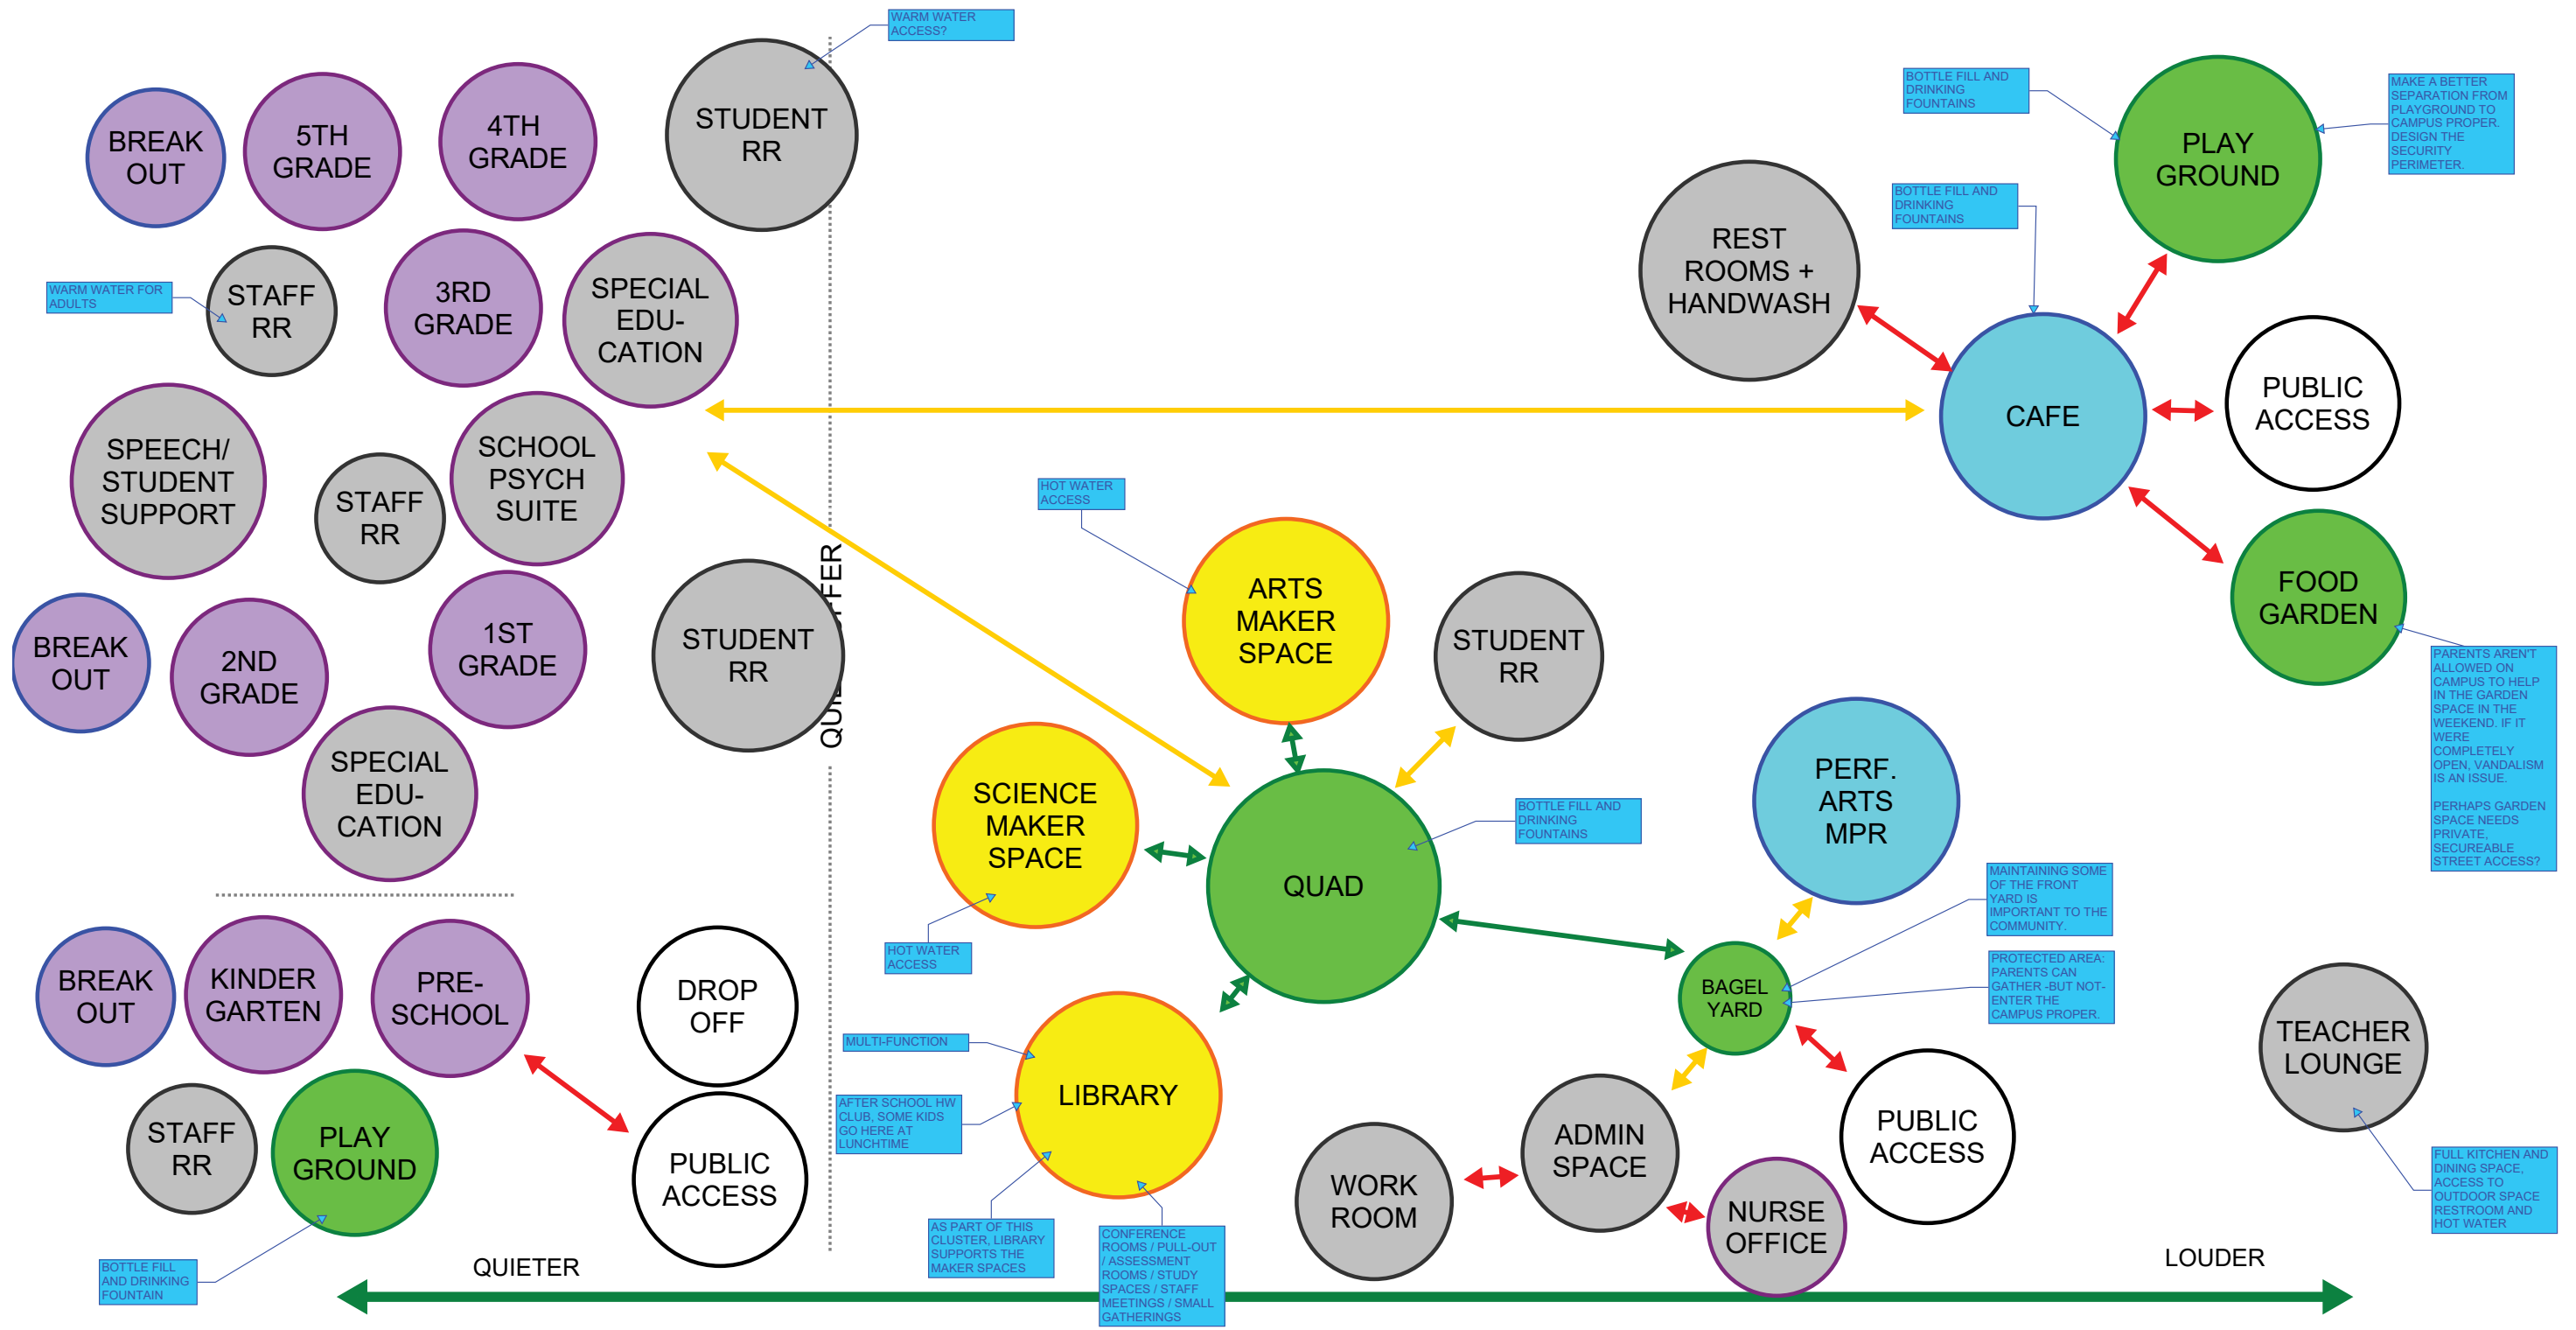 WARM WATER
ACCESS?
BREAK
OUT
5TH
GRADE
4TH
GRADE
STUDENT
RR
BOTTLE FILL AND
DRINKING
FOUNTAINS
PLAY
GROUND
MAKE A BETTER
SEPARATION FROM
PLAYGROUND TO
CAMPUS PROPER.
DESIGN THE
SECURITY
PERIMETER.
BOTTLE FILL AND
DRINKING
FOUNTAINS
REST
ROOMS +
HANDWASH
WARM WATER FOR
ADULTS
STAFF
RR
3RD
GRADE
SPECIAL
EDU-
CATION
CAFE
PUBLIC
ACCESS
SPEECH/
STUDENT
SUPPORT
STAFF
RR
SCHOOL
PSYCH
SUITE
HOT WATER
ACCESS
ARTS
MAKER
SPACE
STUDENT
RR
FOOD
GARDEN
BREAK
OUT
2ND
GRADE
1ST
GRADE
STUDENT
RR
PARENTS AREN'T
ALLOWED ON
CAMPUS TO HELP
IN THE GARDEN
SPACE IN THE
WEEKEND. IF IT
WERE
COMPLETELY
OPEN, VANDALISM
IS AN ISSUE.
PERHAPS GARDEN
SPACE NEEDS
PRIVATE,
SECUREABLE
STREET ACCESS?
SPECIAL
EDU-
CATION
SCIENCE
MAKER
SPACE
QUAD
BOTTLE FILL AND
DRINKING
FOUNTAINS
PERF.
ARTS
MPR
MAINTAINING SOME
OF THE FRONT
YARD IS
IMPORTANT TO THE
COMMUNITY.
HOT WATER
ACCESS
PROTECTED AREA:
PARENTS CAN
GATHER -BUT NOT-
ENTER THE
CAMPUS PROPER.
BREAK
OUT
KINDER
GARTEN
PRE-
SCHOOL
DROP
OFF
BAGEL
YARD
TEACHER
LOUNGE
MULTI-FUNCTION
LIBRARY
AFTER SCHOOL HW
CLUB, SOME KIDS
GO HERE AT
LUNCHTIME
STAFF
RR
PLAY
GROUND
PUBLIC
ACCESS
WORK
ROOM
ADMIN
SPACE
NURSE
OFFICE
PUBLIC
ACCESS
FULL KITCHEN AND
DINING SPACE,
ACCESS TO
OUTDOOR SPACE
RESTROOM AND
HOT WATER
AS PART OF THIS
CLUSTER, LIBRARY
SUPPORTS THE
MAKER SPACES
CONFERENCE
ROOMS / PULL-OUT
/ ASSESSMENT
ROOMS / STUDY
SPACES / STAFF
MEETINGS / SMALL
GATHERINGS
BOTTLE FILL
AND DRINKING
FOUNTAIN
QUIETER
LOUDER